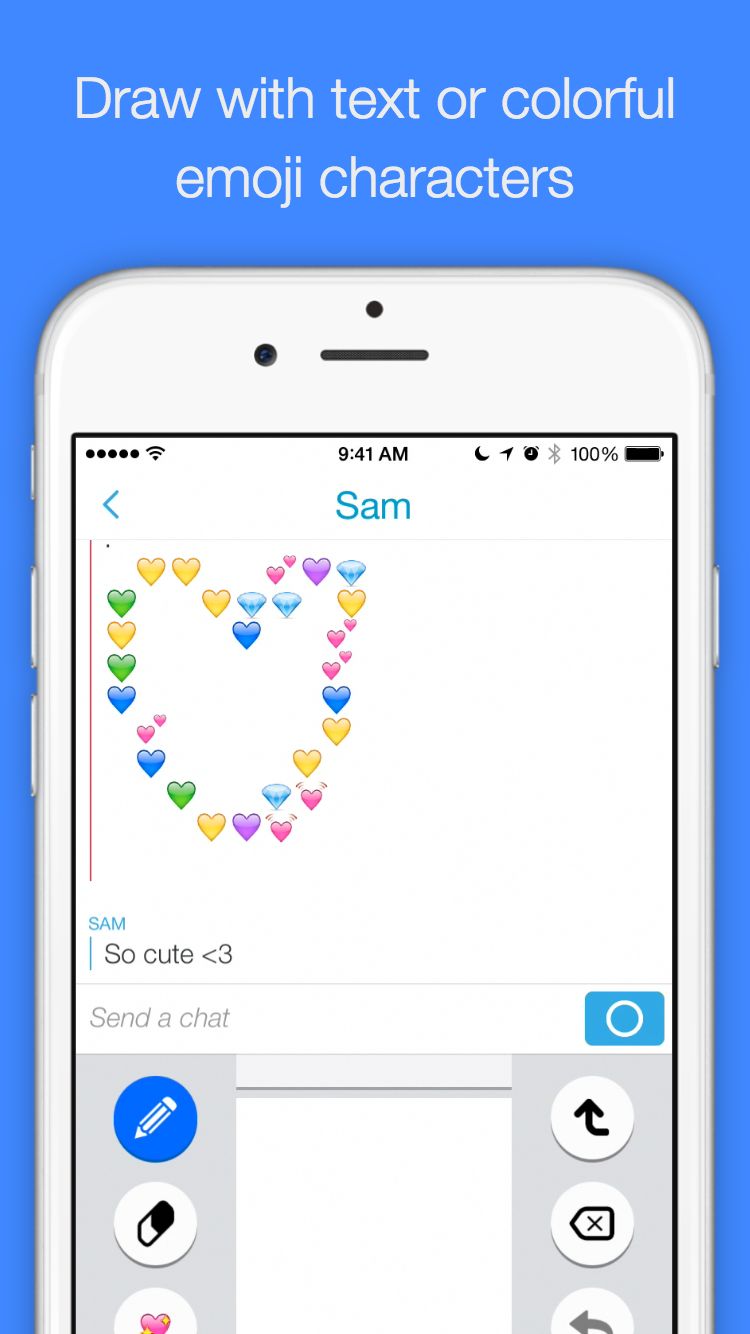 Draw with text or colorful
emoji characters
9:41 AM
100%
Sam
SAM
So cute <3
Send a chat